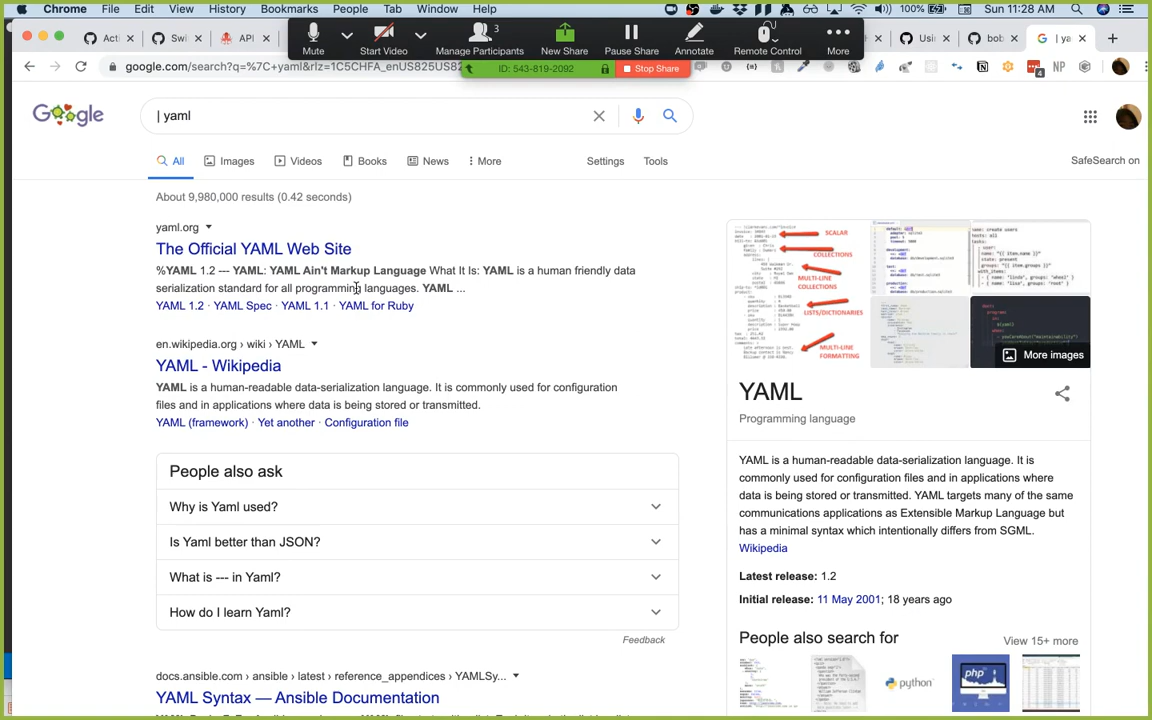 Chrome File Edit View History Bookmarks People Tab Window Help 100% Sun 11:28 AM
Acti Swi API Usin bob | ya
Mute Start Video Manage Participants 3 New Share Pause Share Annotate Remote Control More
google.com/search?q=%7C+yaml&rlz=1C5CHFA_enUS825US8
ID: 543-819-2092 Stop Share
4 NP
Google
| yaml
All Images Videos Books News More Settings Tools
SafeSearch on
About 9,980,000 results (0.42 seconds)
yaml.org
The Official YAML Web Site
%YAML 1.2 --- YAML: YAML Ain't Markup Language What It Is: YAML is a human friendly data
serialization standard for all programming languages. YAML ...
YAML 1.2 · YAML Spec · YAML 1.1 · YAML for Ruby
en.wikipedia.org › wiki › YAML
YAML - Wikipedia
YAML is a human-readable data-serialization language. It is commonly used for configuration
files and in applications where data is being stored or transmitted.
YAML (framework) · Yet another · Configuration file
People also ask
Why is Yaml used?
Is Yaml better than JSON?
What is --- in Yaml?
How do I learn Yaml?
Feedback
docs.ansible.com › ansible › latest › reference_appendices › YAMLSy...
YAML Syntax — Ansible Documentation
SCALAR
COLLECTIONS
MULTI-LINE
COLLECTIONS
LISTS/DICTIONARIES
MULTI-LINE
FORMATTING
More images
YAML
Programming language
YAML is a human-readable data-serialization language. It is
commonly used for configuration files and in applications where
data is being stored or transmitted. YAML targets many of the same
communications applications as Extensible Markup Language but
has a minimal syntax which intentionally differs from SGML.
Wikipedia
Latest release: 1.2
Initial release: 11 May 2001; 18 years ago
People also search for
View 15+ more
python
php